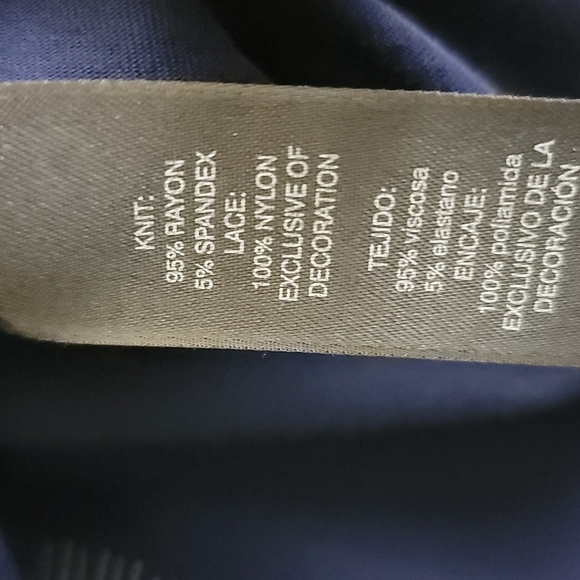 KNIT:
95% RAYON
5% SPANDEX
LACE:
100% NYLON
EXCLUSIVE OF
DECORATION
TEJIDO:
95% viscosa
5% elastano
ENCAJE:
100% poliamida
EXCLUSIVO DE LA
DECORACIÓN